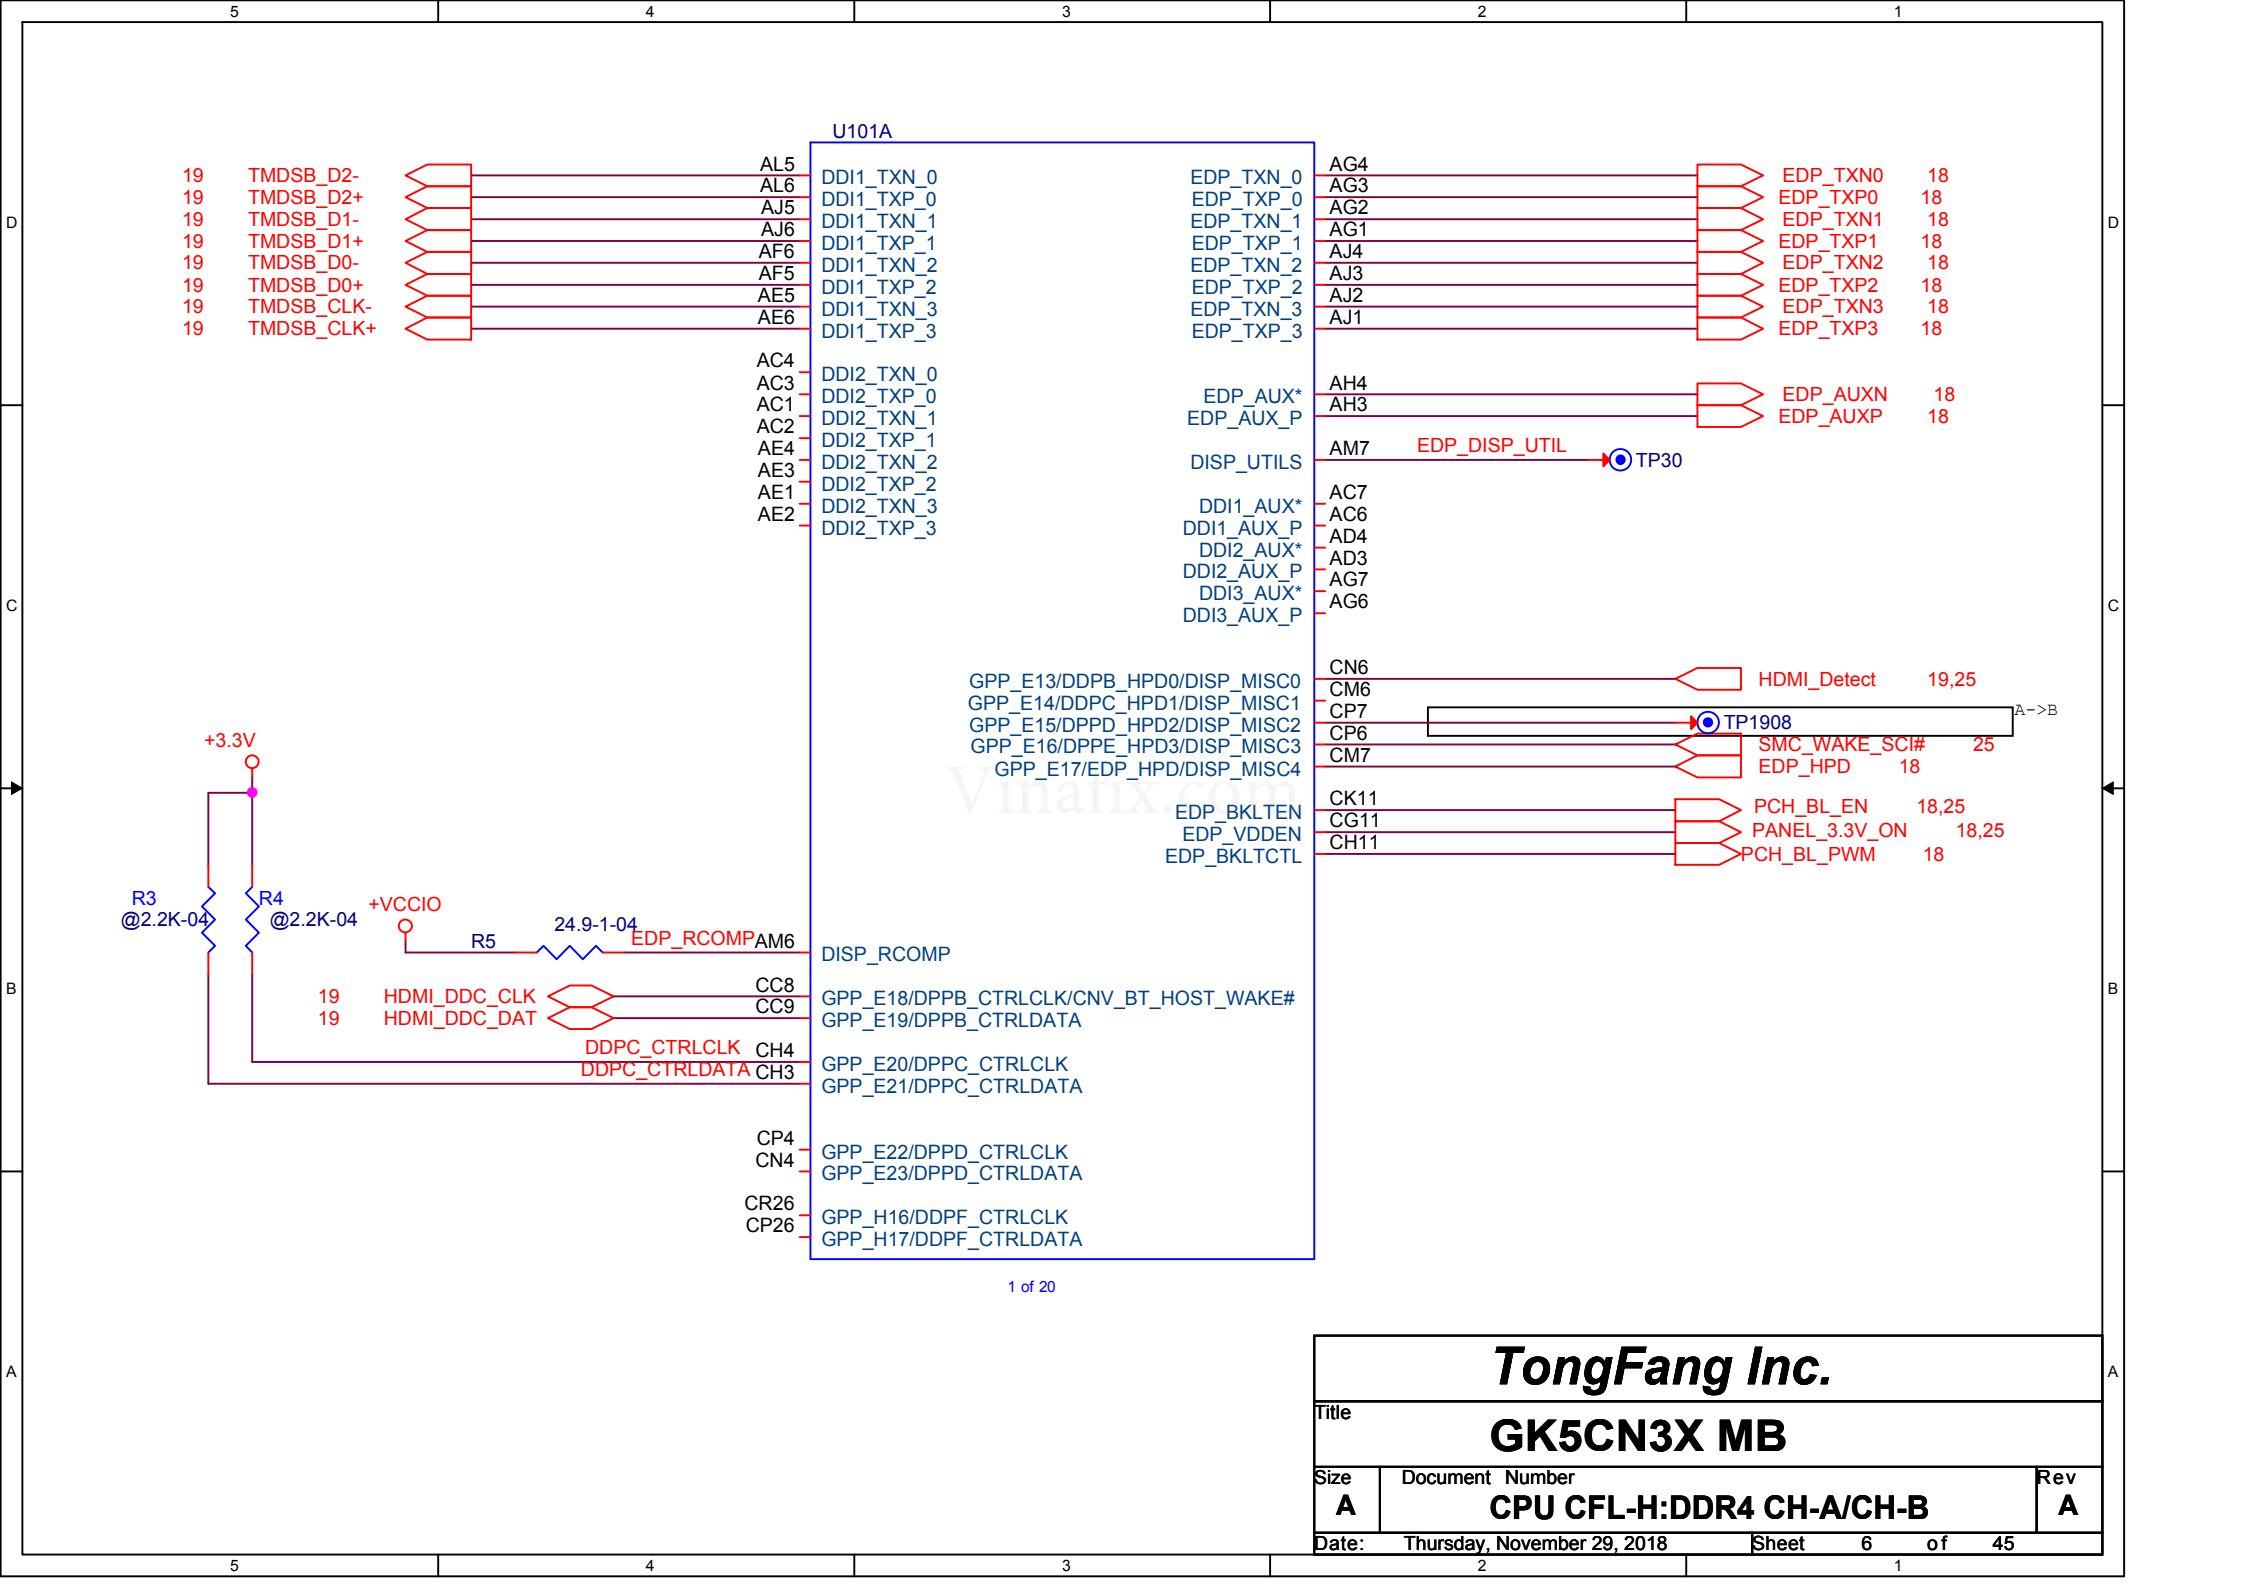 5 4 3 2 1
U101A
19 TMDSB_D2- AL5 DDI1_TXN_0 EDP_TXN_0 AG4 EDP_TXN0 18
19 TMDSB_D2+ AL6 DDI1_TXP_0 EDP_TXP_0 AG3 EDP_TXP0 18
19 TMDSB_D1- AJ5 DDI1_TXN_1 EDP_TXN_1 AG2 EDP_TXN1 18
D D
19 TMDSB_D1+ AJ6 DDI1_TXP_1 EDP_TXP_1 AG1 EDP_TXP1 18
19 TMDSB_D0- AF6 DDI1_TXN_2 EDP_TXN_2 AJ4 EDP_TXN2 18
19 TMDSB_D0+ AF5 DDI1_TXP_2 EDP_TXP_2 AJ3 EDP_TXP2 18
19 TMDSB_CLK- AE5 DDI1_TXN_3 EDP_TXN_3 AJ2 EDP_TXN3 18
19 TMDSB_CLK+ AE6 DDI1_TXP_3 EDP_TXP_3 AJ1 EDP_TXP3 18
AC4 DDI2_TXN_0
AC3 DDI2_TXP_0 EDP_AUX* AH4 EDP_AUXN 18
AC1 DDI2_TXN_1 EDP_AUX_P AH3 EDP_AUXP 18
AC2 DDI2_TXP_1
AE4 DDI2_TXN_2 DISP_UTILS AM7 EDP_DISP_UTIL TP30
AE3 DDI2_TXP_2
AE1 DDI2_TXN_3 DDI1_AUX* AC7
AE2 DDI2_TXP_3 DDI1_AUX_P AC6
DDI2_AUX* AD4
DDI2_AUX_P AD3
DDI3_AUX* AG7
C C
DDI3_AUX_P AG6
GPP_E13/DDPB_HPD0/DISP_MISC0 CN6 HDMI_Detect 19,25
GPP_E14/DDPC_HPD1/DISP_MISC1 CM6
GPP_E15/DPPD_HPD2/DISP_MISC2 CP7 TP1908 A->B
GPP_E16/DPPE_HPD3/DISP_MISC3 CP6 SMC_WAKE_SCI# 25
GPP_E17/EDP_HPD/DISP_MISC4 CM7 EDP_HPD 18
+3.3V
Vinafix.com
EDP_BKLTEN CK11 PCH_BL_EN 18,25
EDP_VDDEN CG11 PANEL_3.3V_ON 18,25
EDP_BKLTCTL CH11 PCH_BL_PWM 18
R3 R4
@2.2K-04 @2.2K-04
+VCCIO
R5 24.9-1-04 EDP_RCOMP AM6 DISP_RCOMP
B B
19 HDMI_DDC_CLK CC8 GPP_E18/DPPB_CTRLCLK/CNV_BT_HOST_WAKE#
19 HDMI_DDC_DAT CC9 GPP_E19/DPPB_CTRLDATA
DDPC_CTRLCLK CH4 GPP_E20/DPPC_CTRLCLK
DDPC_CTRLDATA CH3 GPP_E21/DPPC_CTRLDATA
CP4 GPP_E22/DPPD_CTRLCLK
CN4 GPP_E23/DPPD_CTRLDATA
CR26 GPP_H16/DDPF_CTRLCLK
CP26 GPP_H17/DDPF_CTRLDATA
1 of 20
TongFang Inc.
A A
Title
GK5CN3X MB
Size Document Number Rev
A CPU CFL-H:DDR4 CH-A/CH-B A
Date: Thursday, November 29, 2018 Sheet 6 of 45
5 4 3 2 1